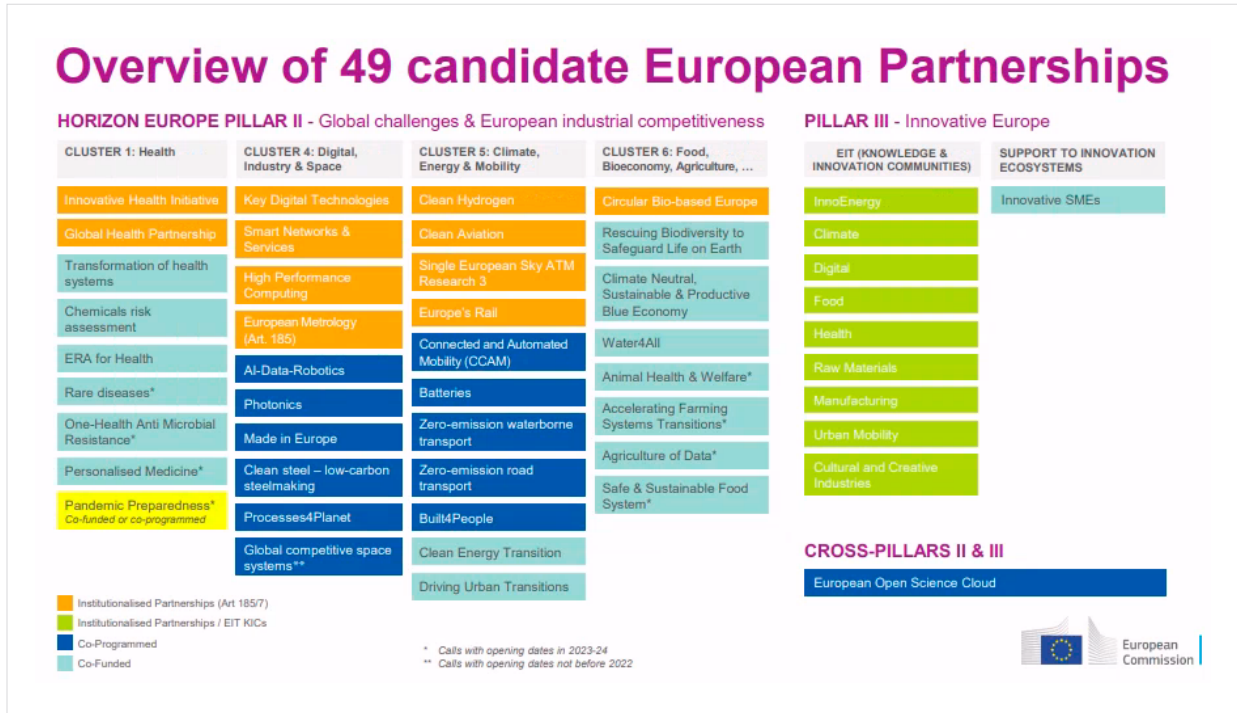 Overview of 49 candidate European Partnerships
HORIZON EUROPE PILLAR II - Global challenges & European industrial competitiveness
CLUSTER 1: Health
Innovative Health Initiative
Global Health Partnership
Transformation of health
systems
Chemicals risk
assessment
ERA for Health
Rare diseases*
One-Health Anti Microbial
Resistance*
Personalised Medicine*
Pandemic Preparedness*
Co-funded or co-programmed
CLUSTER 4: Digital,
Industry & Space
Key Digital Technologies
Smart Networks &
Services
High Performance
Computing
European Metrology
(Art. 185)
AI-Data-Robotics
Photonics
Made in Europe
Clean steel – low-carbon
steelmaking
Processes4Planet
Global competitive space
systems**
CLUSTER 5: Climate,
Energy & Mobility
Clean Hydrogen
Clean Aviation
Single European Sky ATM
Research 3
Europe's Rail
Connected and Automated
Mobility (CCAM)
Batteries
Zero-emission waterborne
transport
Zero-emission road
transport
Built4People
Clean Energy Transition
Driving Urban Transitions
CLUSTER 6: Food,
Bioeconomy, Agriculture, …
Circular Bio-based Europe
Rescuing Biodiversity to
Safeguard Life on Earth
Climate Neutral,
Sustainable & Productive
Blue Economy
Water4All
Animal Health & Welfare*
Accelerating Farming
Systems Transitions*
Agriculture of Data*
Safe & Sustainable Food
System*
PILLAR III - Innovative Europe
EIT (KNOWLEDGE &
INNOVATION COMMUNITIES)
InnoEnergy
Climate
Digital
Food
Health
Raw Materials
Manufacturing
Urban Mobility
Cultural and Creative
Industries
SUPPORT TO INNOVATION
ECOSYSTEMS
Innovative SMEs
CROSS-PILLARS II & III
European Open Science Cloud
Institutionalised Partnerships (Art 185/7)
Institutionalised Partnerships / EIT KICs
Co-Programmed
Co-Funded
* Calls with opening dates in 2023-24
** Calls with opening dates not before 2022
European
Commission